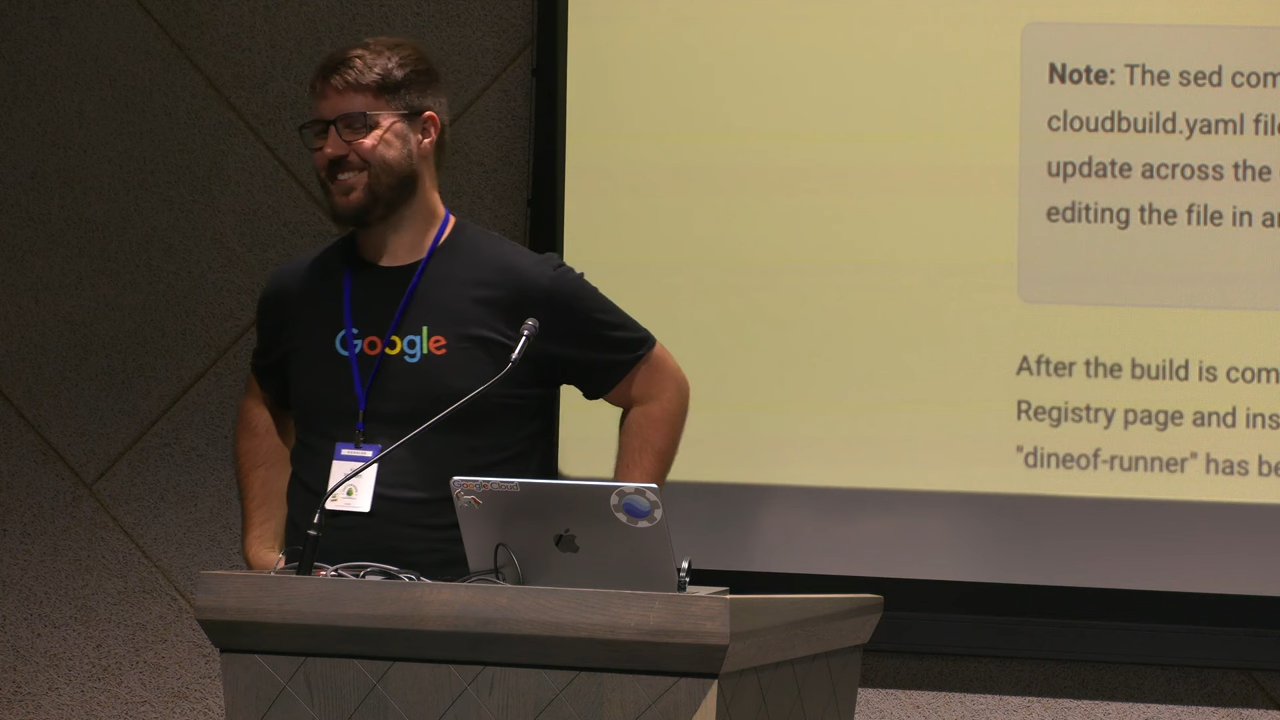 Google
Google Cloud
Note: The sed com
cloudbuild.yaml file
update across the
editing the file in a
After the build is com
Registry page and ins
"dineof-runner" has be